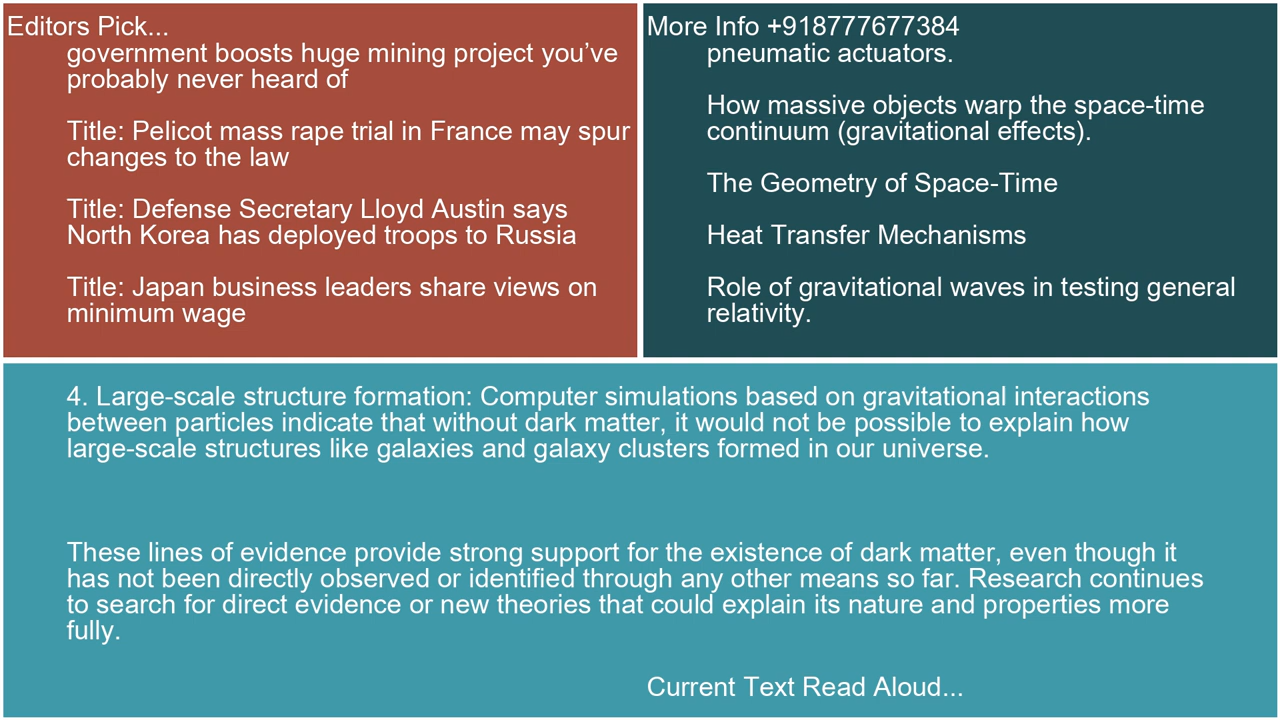 Editors Pick...
government boosts huge mining project you’ve
probably never heard of
Title: Pelicot mass rape trial in France may spur
changes to the law
Title: Defense Secretary Lloyd Austin says
North Korea has deployed troops to Russia
Title: Japan business leaders share views on
minimum wage
More Info +918777677384
pneumatic actuators.
How massive objects warp the space-time
continuum (gravitational effects).
The Geometry of Space-Time
Heat Transfer Mechanisms
Role of gravitational waves in testing general
relativity.
4. Large-scale structure formation: Computer simulations based on gravitational interactions
between particles indicate that without dark matter, it would not be possible to explain how
large-scale structures like galaxies and galaxy clusters formed in our universe.
These lines of evidence provide strong support for the existence of dark matter, even though it
has not been directly observed or identified through any other means so far. Research continues
to search for direct evidence or new theories that could explain its nature and properties more
fully.
Current Text Read Aloud...